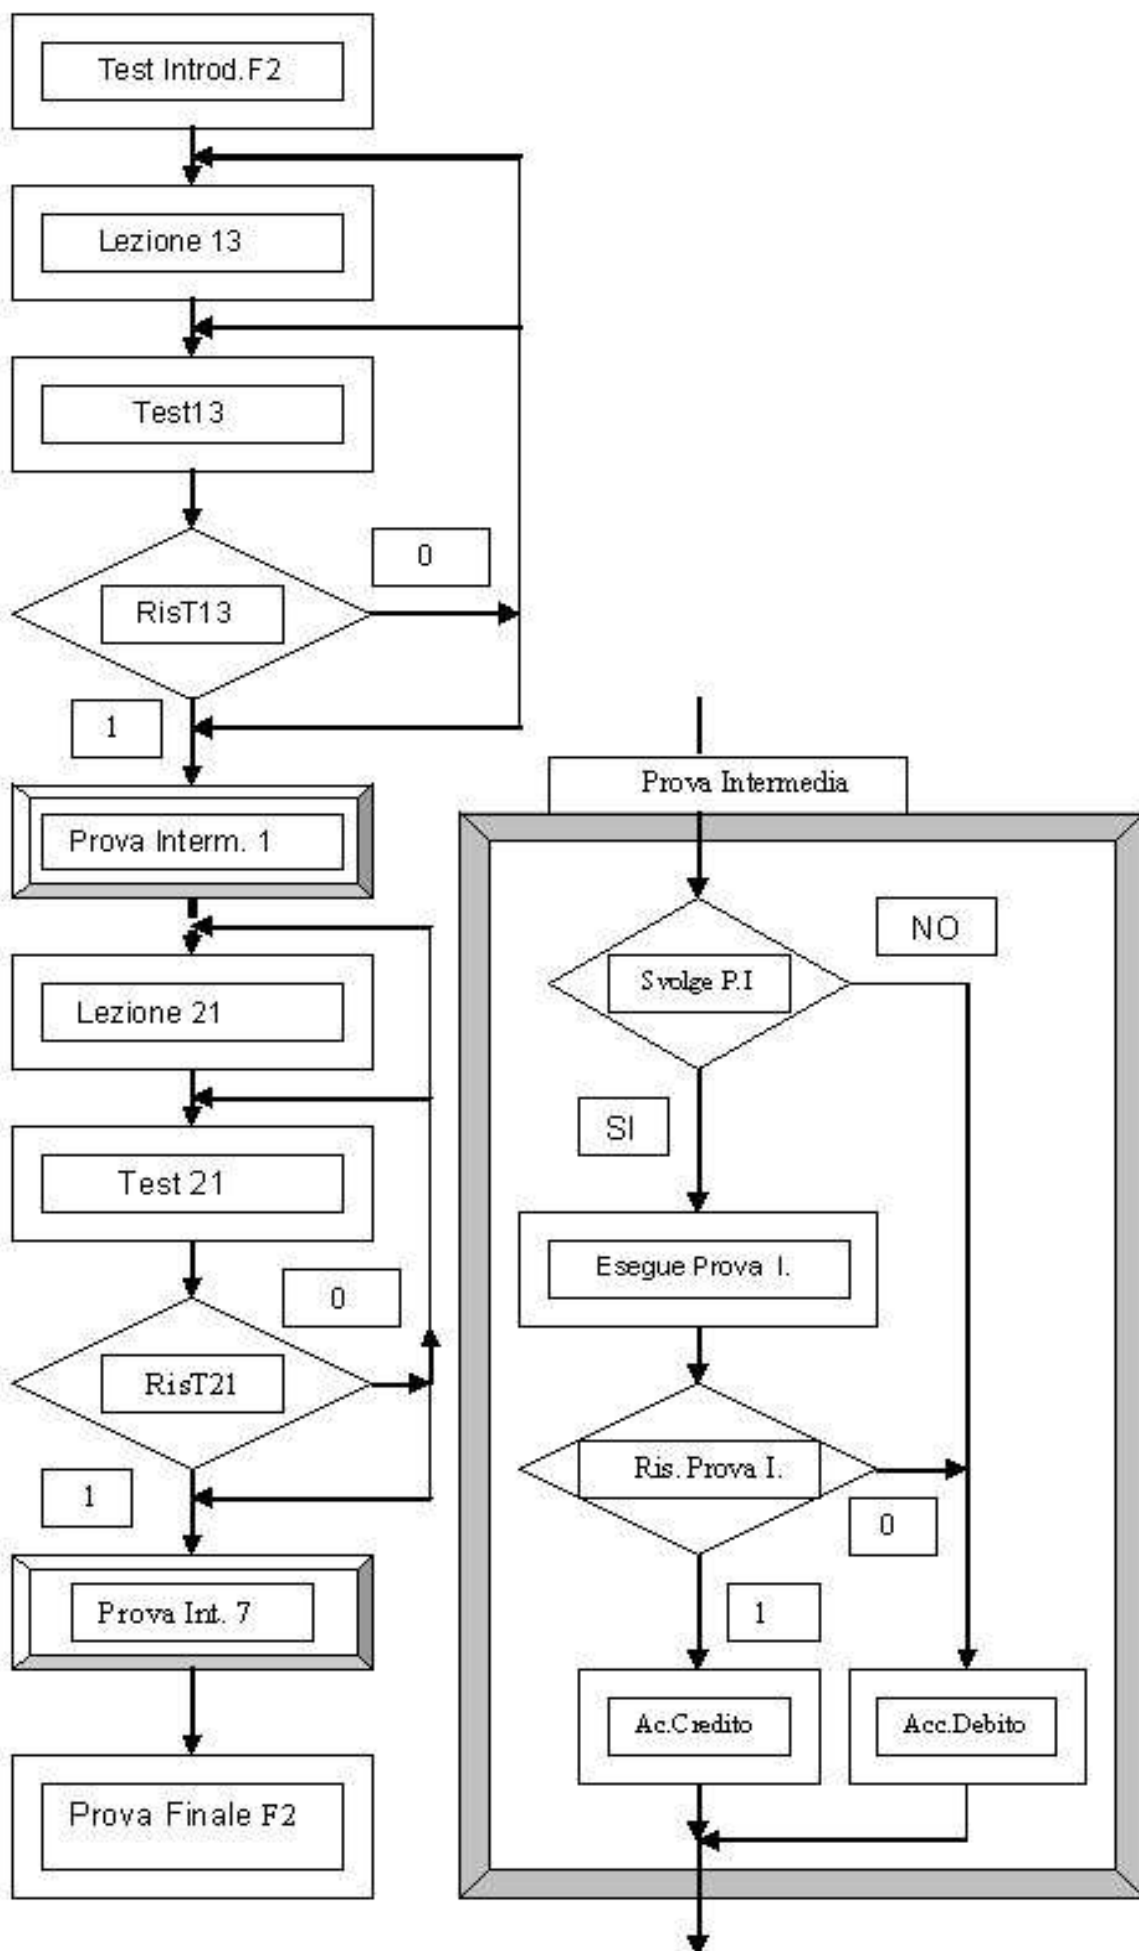 Test Introd.F2
Lezione 13
Test13
0
RisT13
1
Prova Interm. 1
Lezione 21
Test 21
0
RisT21
1
Prova Int. 7
Prova Finale F2
Prova Intermedia
NO
Svolge P.I
SI
Esegue Prova I.
Ris. Prova I.
0
1
Ac.Credito
Acc.Debito